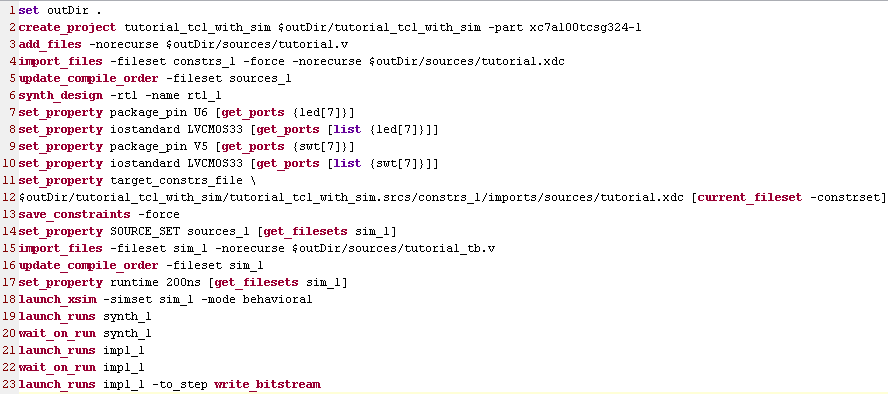 1 set outDir .
2 create_project tutorial_tcl_with_sim $outDir/tutorial_tcl_with_sim -part xc7a100tcsg324-1
3 add_files -norecurse $outDir/sources/tutorial.v
4 import_files -fileset constrs_1 -force -norecurse $outDir/sources/tutorial.xdc
5 update_compile_order -fileset sources_1
6 synth_design -rtl -name rtl_1
7 set_property package_pin U6 [get_ports {led[7]}]
8 set_property iostandard LVCMOS33 [get_ports [list {led[7]}]]
9 set_property package_pin V5 [get_ports {swt[7]}]
10 set_property iostandard LVCMOS33 [get_ports [list {swt[7]}]]
11 set_property target_constrs_file \
12 $outDir/tutorial_tcl_with_sim/tutorial_tcl_with_sim.srcs/constrs_1/imports/sources/tutorial.xdc [current_fileset -constrset]
13 save_constraints -force
14 set_property SOURCE_SET sources_1 [get_filesets sim_1]
15 import_files -fileset sim_1 -norecurse $outDir/sources/tutorial_tb.v
16 update_compile_order -fileset sim_1
17 set_property runtime 200ns [get_filesets sim_1]
18 launch_xsim -simset sim_1 -mode behavioral
19 launch_runs synth_1
20 wait_on_run synth_1
21 launch_runs impl_1
22 wait_on_run impl_1
23 launch_runs impl_1 -to_step write_bitstream